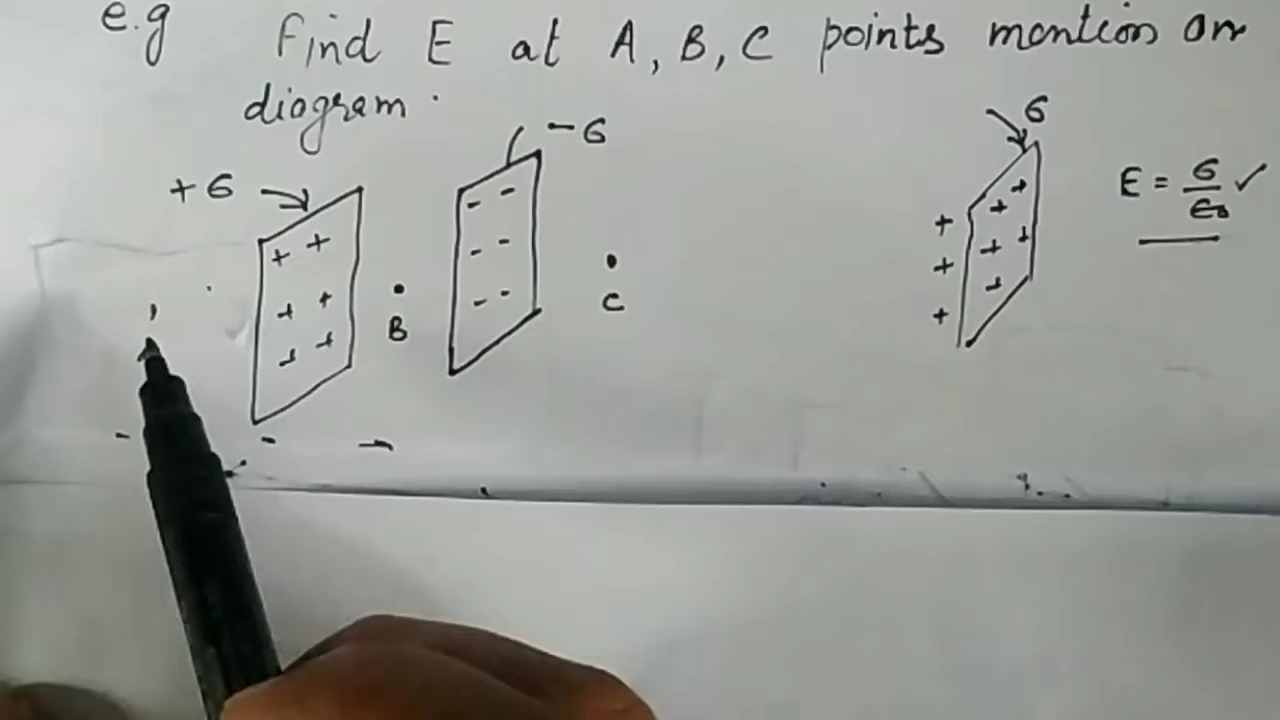 e.g Find E at A, B, C points mention on
diagram.
+σ
-σ
σ
E = σ/ε₀ ✓
+ + + + + +
- - - - - -
+ + + + +
+ + +
B
C